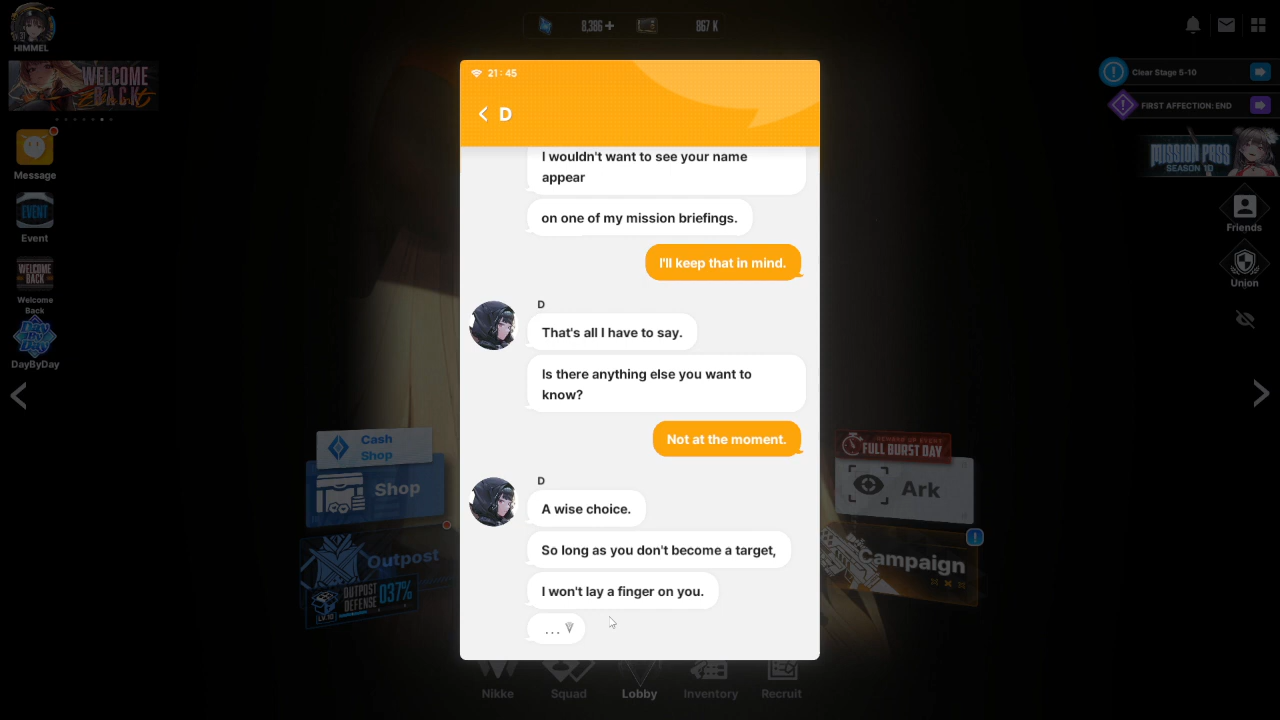 HIMMEL
8,386 +
867 K
WELCOME
BACK
Message
Clear Stage 5-10
FIRST AFFECTION: END
MISSION PASS
SEASON 10
EVENT
Event
WELCOME
BACK
Welcome
Back
DAY BY DAY
DayByDay
Friends
Union
21:45
D
I wouldn't want to see your name
appear
on one of my mission briefings.
I'll keep that in mind.
D
That's all I have to say.
Is there anything else you want to
know?
Not at the moment.
D
A wise choice.
So long as you don't become a target,
I won't lay a finger on you.
...
Cash
Shop
Shop
Outpost
OUTPOST
DEFENSE
037%
FULL BURST DAY
Ark
Campaign
Nikke
Squad
Lobby
Inventory
Recruit